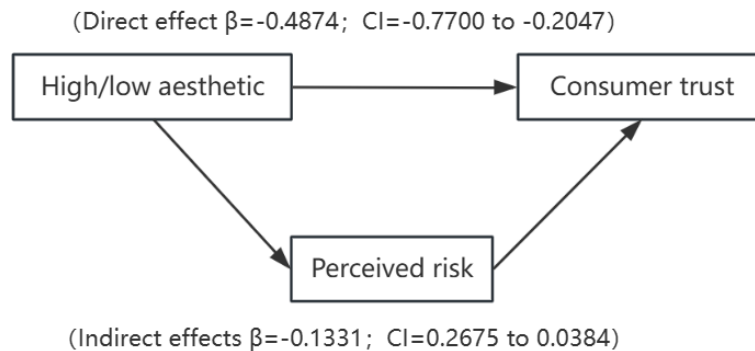 (Direct effect β=-0.4874; CI=-0.7700 to -0.2047)
High/low aesthetic
Consumer trust
Perceived risk
(Indirect effects β=-0.1331; CI=0.2675 to 0.0384)